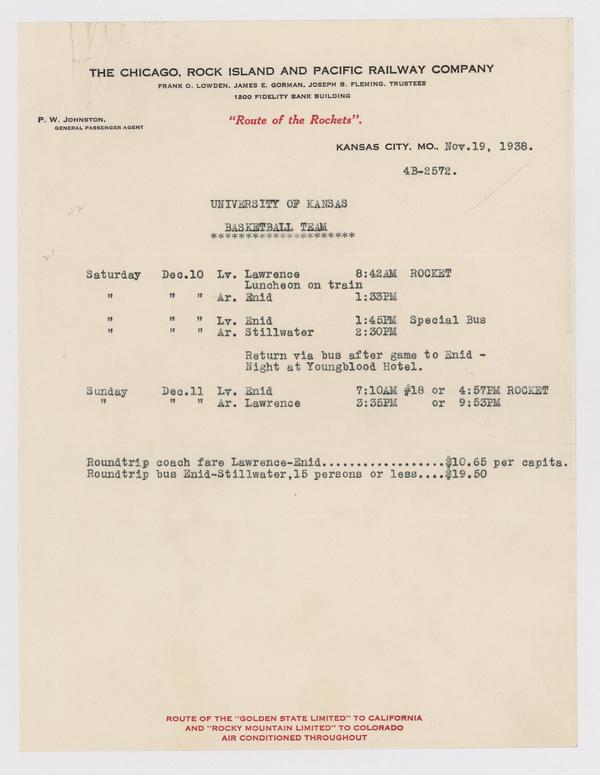 THE CHICAGO, ROCK ISLAND AND PACIFIC RAILWAY COMPANY
FRANK O. LOWDEN, JAMES E. GORMAN, JOSEPH B. FLEMING, TRUSTEES
1200 FIDELITY BANK BUILDING
P. W. JOHNSTON,
GENERAL PASSENGER AGENT
"Route of the Rockets".
KANSAS CITY, MO., Nov.19, 1938.
4B-2572.
UNIVERSITY OF KANSAS
BASKETBALL TEAM
*********************
Saturday Dec.10 Lv. Lawrence 8:42AM ROCKET
Luncheon on train
" " " Ar. Enid 1:33PM
" " " Lv. Enid 1:45PM Special Bus
" " " Ar. Stillwater 2:30PM
Return via bus after game to Enid -
Night at Youngblood Hotel.
Sunday Dec.11 Lv. Enid 7:10AM #18 or 4:57PM ROCKET
" " " Ar. Lawrence 3:35PM or 9:53PM
Roundtrip coach fare Lawrence-Enid..................$10.65 per capita.
Roundtrip bus Enid-Stillwater,15 persons or less....$19.50
ROUTE OF THE "GOLDEN STATE LIMITED" TO CALIFORNIA
AND "ROCKY MOUNTAIN LIMITED" TO COLORADO
AIR CONDITIONED THROUGHOUT